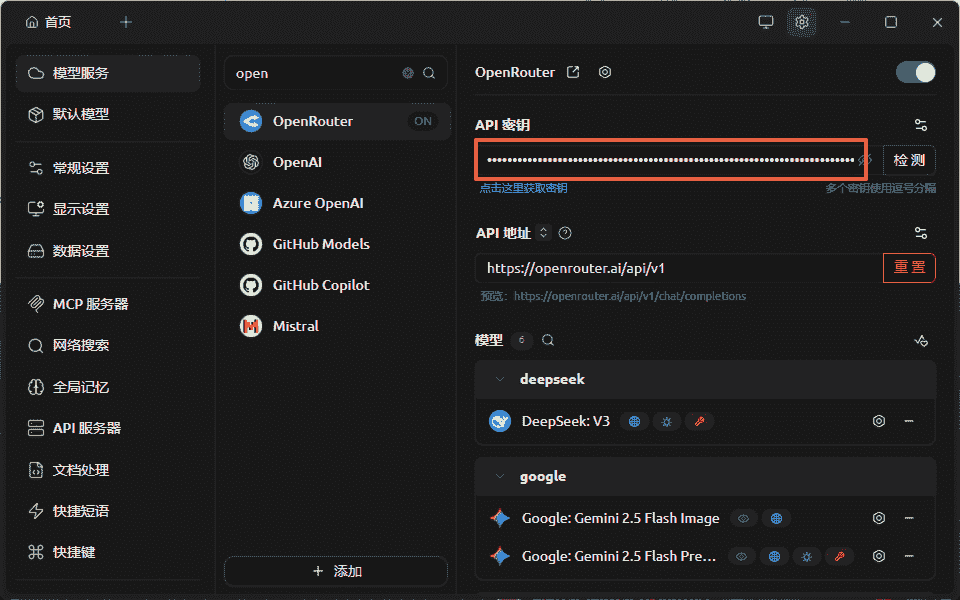 首页
模型服务
默认模型
常规设置
显示设置
数据设置
MCP 服务器
网络搜索
全局记忆
API 服务器
文档处理
快捷短语
快捷键
open
OpenRouter ON
OpenAI
Azure OpenAI
GitHub Models
GitHub Copilot
Mistral
添加
OpenRouter
API 密钥
检测
点击这里获取密钥 多个密钥使用逗号分隔
API 地址
https://openrouter.ai/api/v1 重置
预览: https://openrouter.ai/api/v1/chat/completions
模型 6
deepseek
DeepSeek: V3
google
Google: Gemini 2.5 Flash Image
Google: Gemini 2.5 Flash Pre...